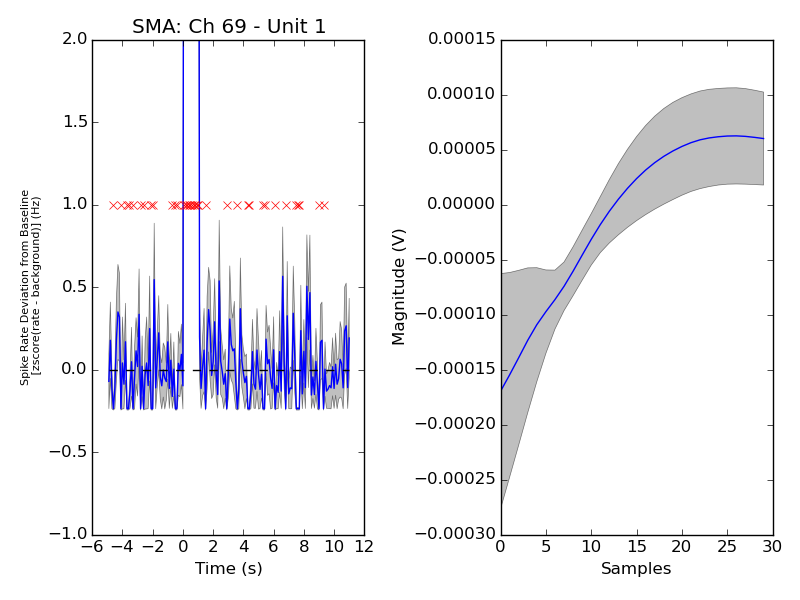 SMA: Ch 69 - Unit 1
Spike Rate Deviation from Baseline
[zscore(rate - background)] (Hz)
2.0
1.5
1.0
0.5
0.0
−0.5
−1.0
−6 −4 −2 0 2 4 6 8 10 12
Time (s)
Magnitude (V)
0.00015
0.00010
0.00005
0.00000
−0.00005
−0.00010
−0.00015
−0.00020
−0.00025
−0.00030
0 5 10 15 20 25 30
Samples